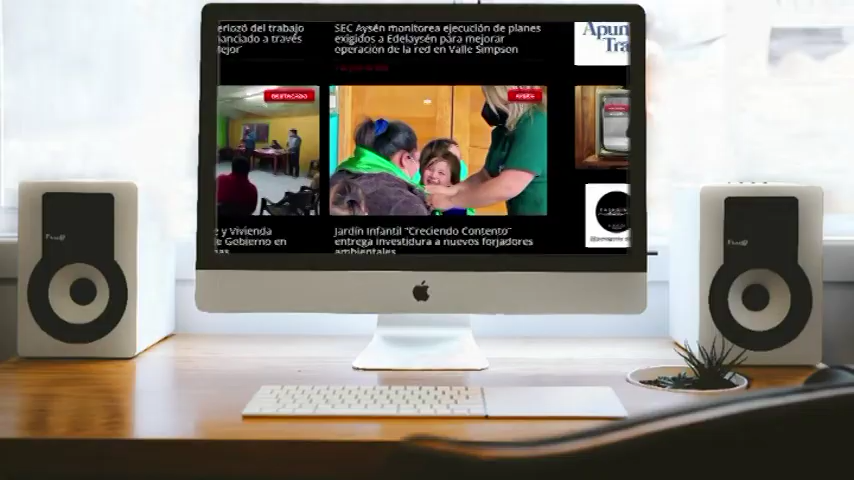 del trabajo
anciado a través
ejor"
SEC Aysén monitorea ejecución de planes
exigidos a Edelaysén para mejorar
operación de la red en Valle Simpson
DESTACADO
Apun
Tra
e y Vivienda
e Gobierno en
Jardín Infantil "Creciendo Contento"
entrega investidura a nuevos forjadores
ambientales